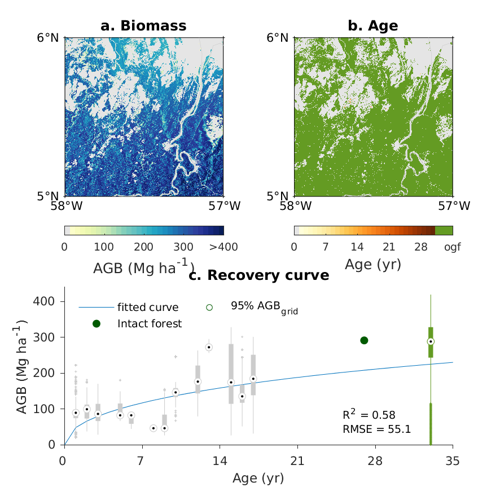 a. Biomass
b. Age
6°N
6°N
5°N
5°N
58°W
57°W
58°W
57°W
0 100 200 300 >400
0 7 14 21 28 ogf
AGB (Mg ha⁻¹)
Age (yr)
c. Recovery curve
fitted curve
95% AGB_grid
Intact forest
400
300
200
100
0
AGB (Mg ha⁻¹)
R² = 0.58
RMSE = 55.1
0 7 14 21 28 35
Age (yr)